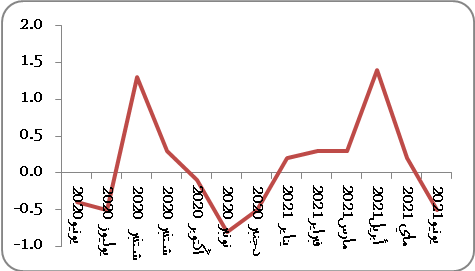 2.0
1.5
1.0
0.5
0.0
-0.5
-1.0
يونيو 2020
يوليوز 2020
شتنبر 2020
شتنبر 2020
أكتوبر 2020
نونبر 2020
دجنبر 2020
يناير 2021
فبراير 2021
مارس 2021
أبريل 2021
ماي 2021
يونيو 2021